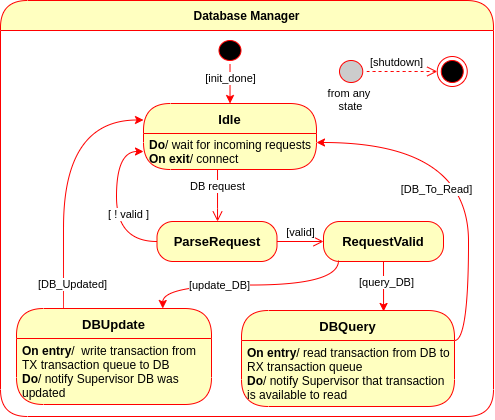 Database Manager
[init_done]
[shutdown]
from any
state
Idle
Do/ wait for incoming requests
On exit/ connect
DB request
[DB_To_Read]
[ ! valid ]
ParseRequest
[valid]
RequestValid
[DB_Updated]
[update_DB]
[query_DB]
DBUpdate
On entry/ write transaction from
TX transaction queue to DB
Do/ notify Supervisor DB was
updated
DBQuery
On entry/ read transaction from DB to
RX transaction queue
Do/ notify Supervisor that transaction
is available to read